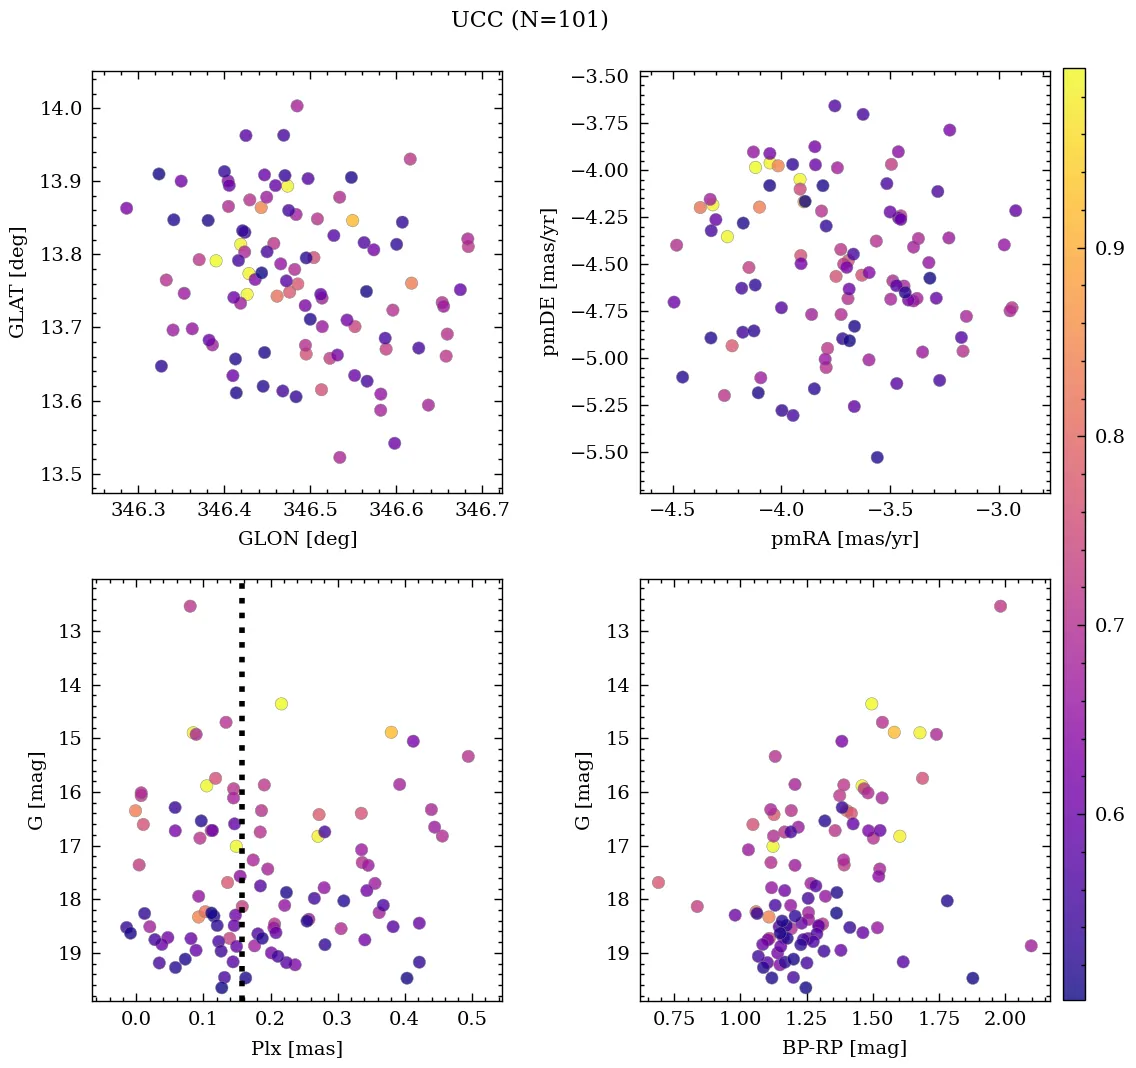 UCC (N=101)
14.0
13.9
13.8
13.7
13.6
13.5
GLAT [deg]
346.3 346.4 346.5 346.6 346.7
GLON [deg]
−3.50
−3.75
−4.00
−4.25
−4.50
−4.75
−5.00
−5.25
−5.50
pmDE [mas/yr]
−4.5 −4.0 −3.5 −3.0
pmRA [mas/yr]
13
14
15
16
17
18
19
G [mag]
0.0 0.1 0.2 0.3 0.4 0.5
Plx [mas]
13
14
15
16
17
18
19
G [mag]
0.75 1.00 1.25 1.50 1.75 2.00
BP-RP [mag]
0.9
0.8
0.7
0.6